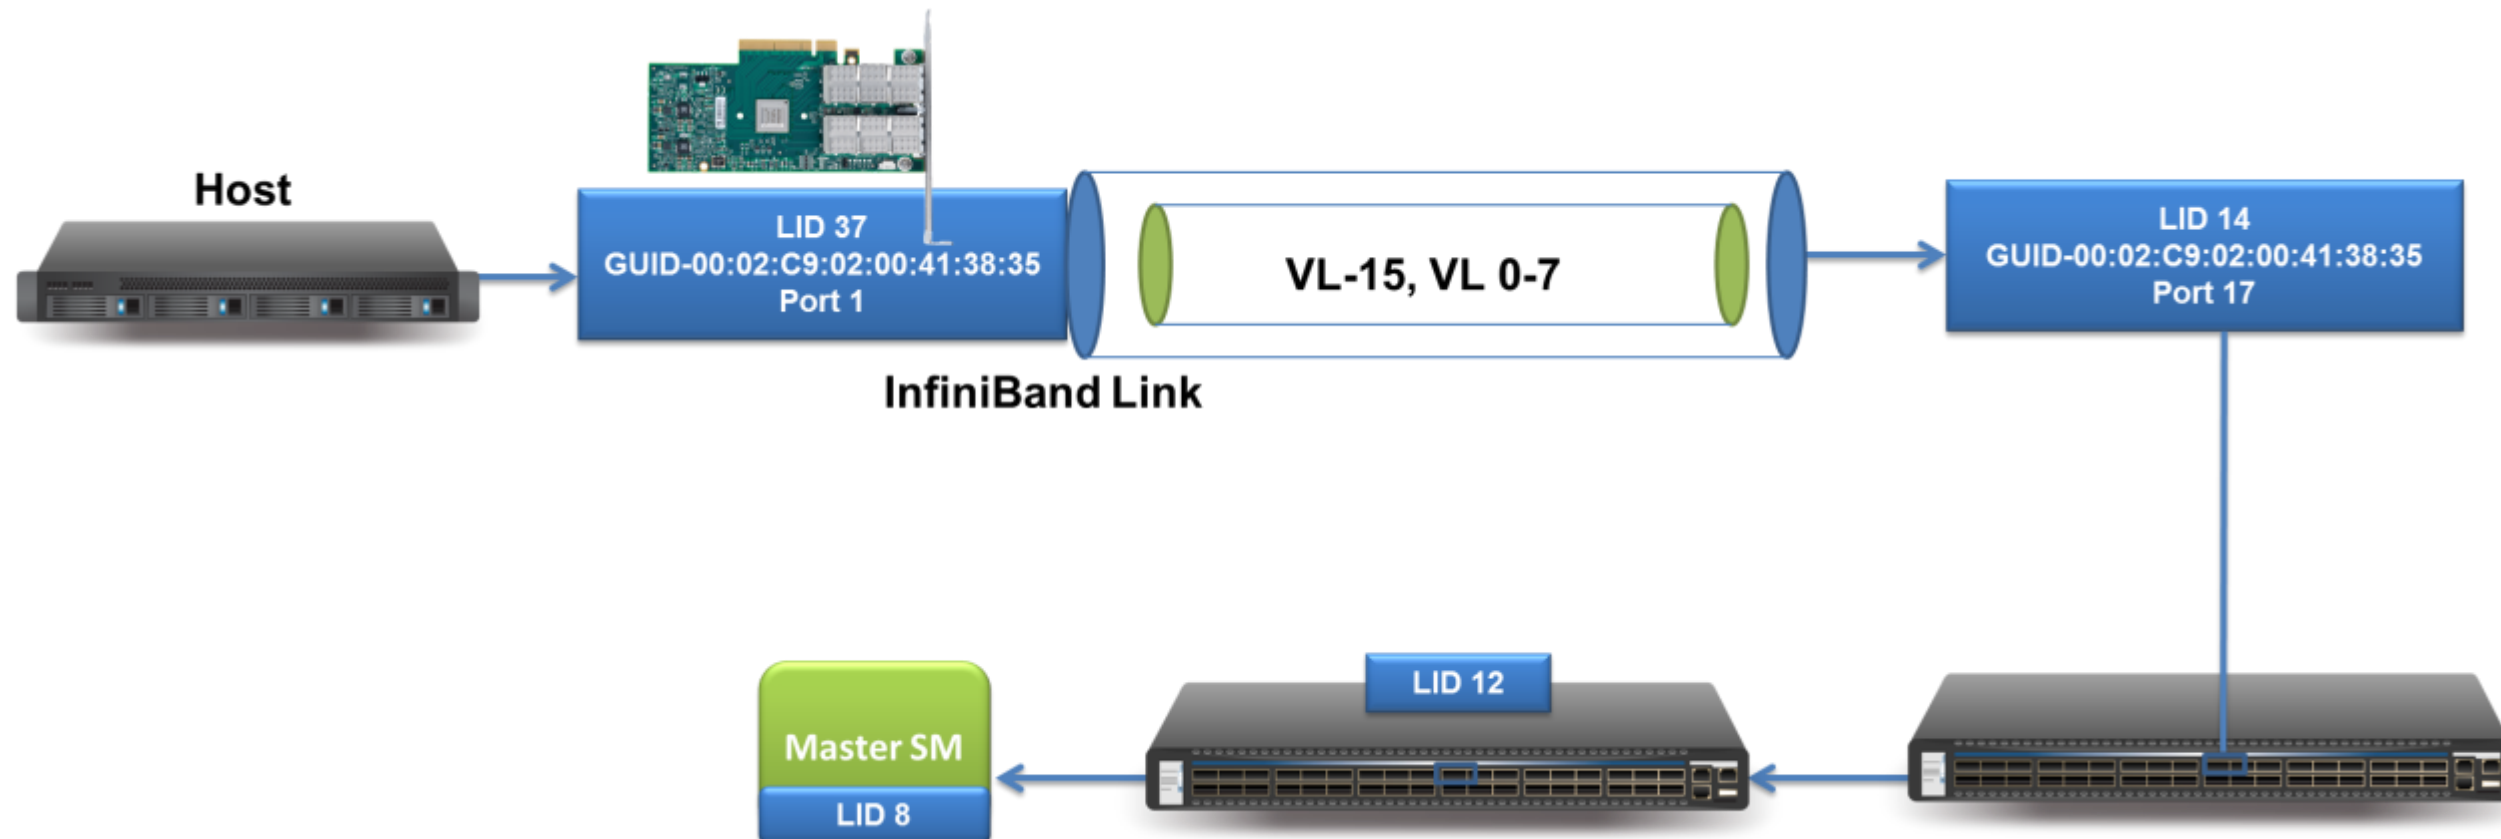 Host
LID 37
GUID-00:02:C9:02:00:41:38:35
Port 1
VL-15, VL 0-7
InfiniBand Link
LID 14
GUID-00:02:C9:02:00:41:38:35
Port 17
LID 12
Master SM
LID 8